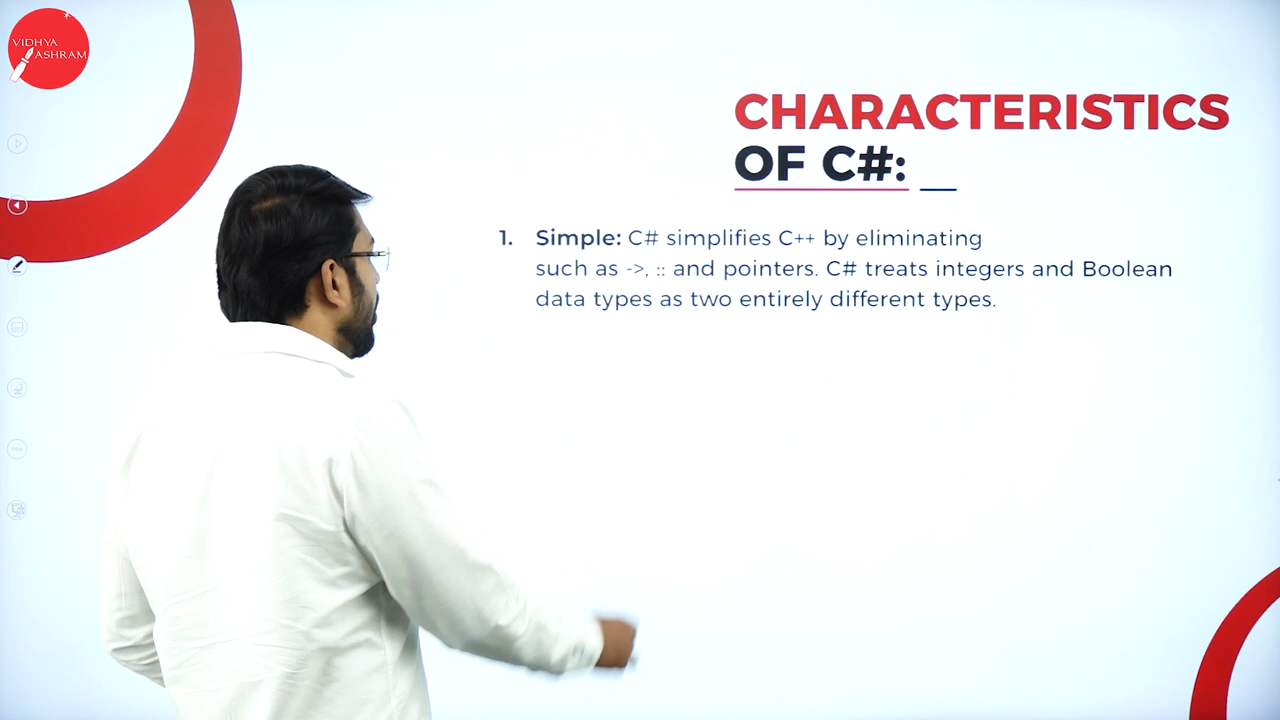 VIDHYA
ASHRAM
CHARACTERISTICS
OF C#:
1. Simple: C# simplifies C++ by eliminating
such as ->, :: and pointers. C# treats integers and Boolean
data types as two entirely different types.